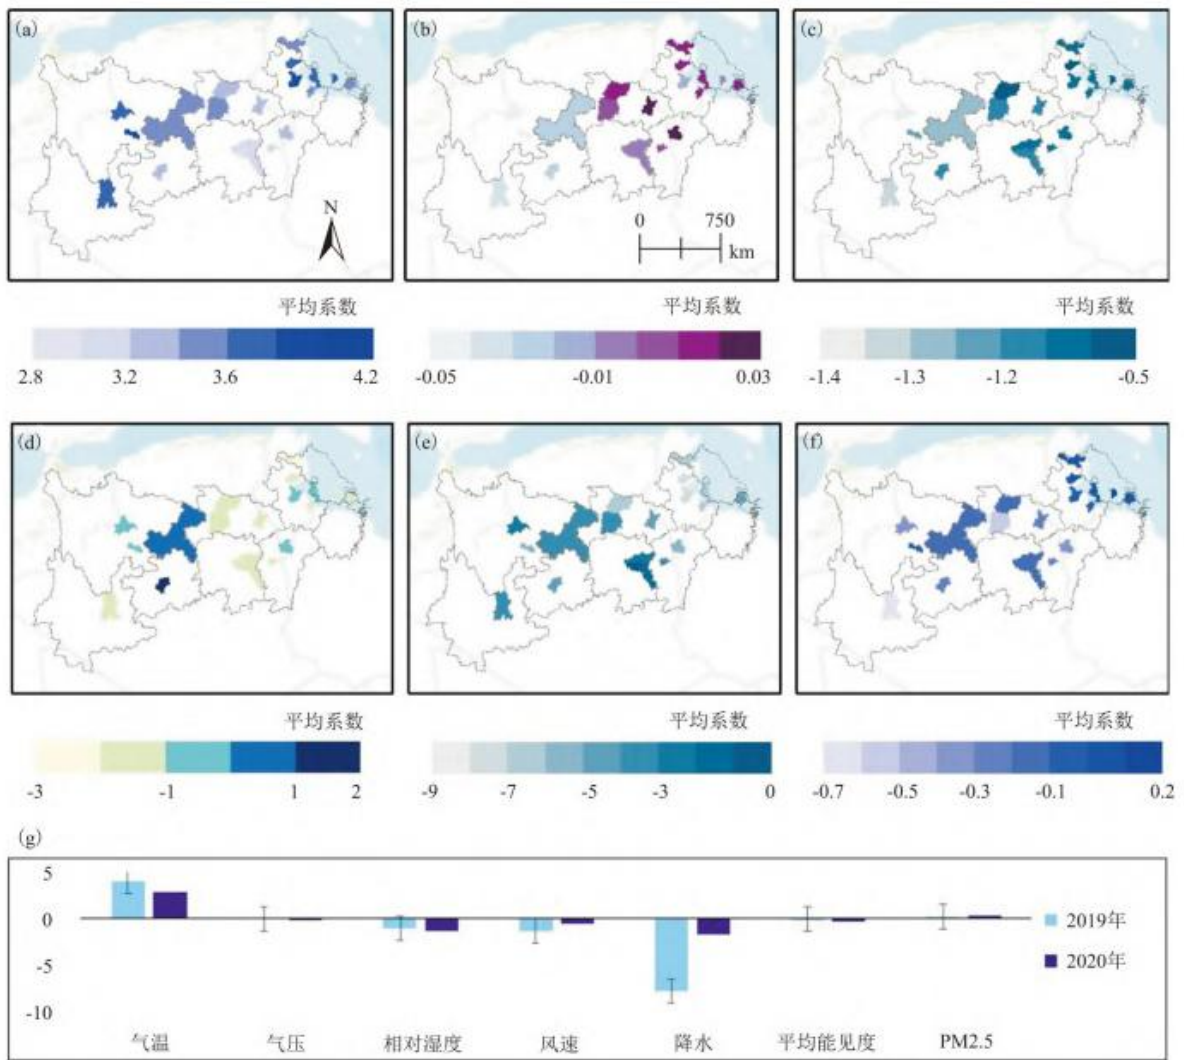 (a)
(b)
(c)
N
0 750
km
平均系数
平均系数
平均系数
2.8 3.2 3.6 4.2
-0.05 -0.01 0.03
-1.4 -1.3 -1.2 -0.5
(d)
(e)
(f)
平均系数
平均系数
平均系数
-3 -1 1 2
-9 -7 -5 -3 0
-0.7 -0.5 -0.3 -0.1 0.2
(g)
5
0
-5
-10
2019年
2020年
气温 气压 相对湿度 风速 降水 平均能见度 PM2.5